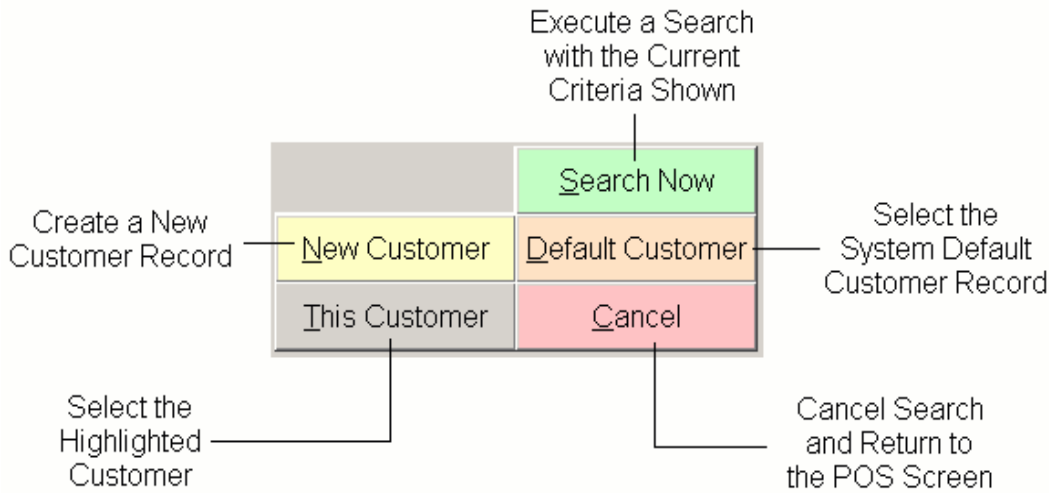 Execute a Search
with the Current
Criteria Shown
Search Now
Create a New
Customer Record
New Customer
Default Customer
Select the
System Default
Customer Record
This Customer
Cancel
Select the
Highlighted
Customer
Cancel Search
and Return to
the POS Screen